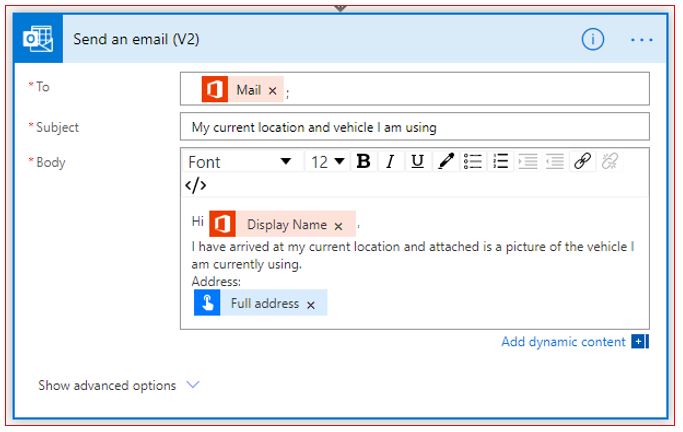 Send an email (V2)
* To Mail × ;
* Subject My current location and vehicle I am using
* Body Font 12 B I U
</>
Hi Display Name × ,
I have arrived at my current location and attached is a picture of the vehicle I
am currently using.
Address:
Full address ×
Add dynamic content
Show advanced options